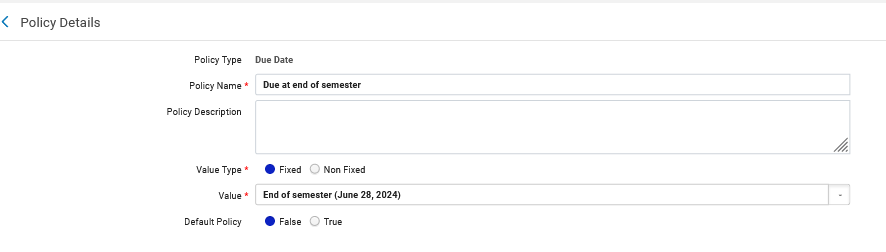 Policy Details
Policy Type Due Date
Policy Name * Due at end of semester
Policy Description
Value Type * Fixed Non Fixed
Value * End of semester (June 28, 2024) -
Default Policy False True